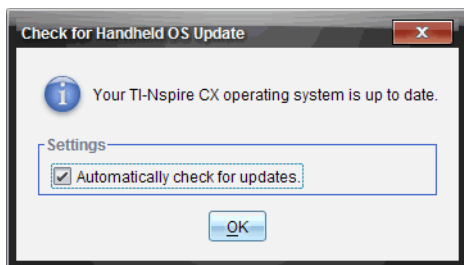 Check for Handheld OS Update
Your TI-Nspire CX operating system is up to date.
Settings
Automatically check for updates.
OK